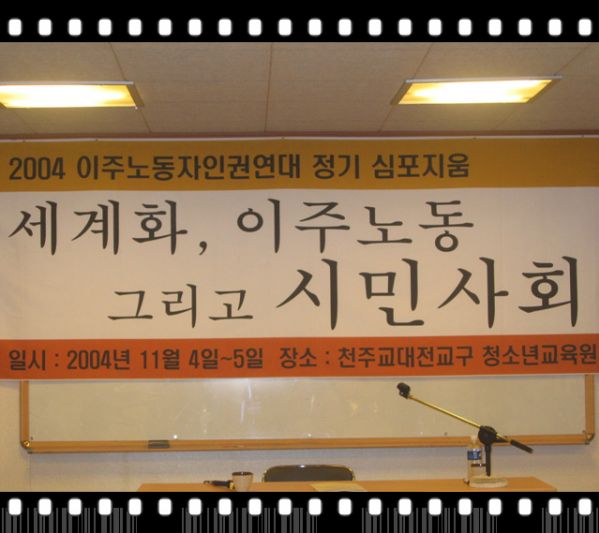 2004 이주노동자인권연대 정기 심포지움
세계화, 이주노동
그리고 시민사회
일시 : 2004년 11월 4일~5일 장소 : 천주교대전교구 청소년교육원